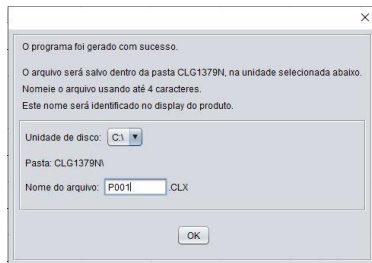 O programa foi gerado com sucesso.
O arquivo será salvo dentro da pasta CLG1379N, na unidade selecionada abaixo.
Nomeie o arquivo usando até 4 caracteres.
Este nome será identificado no display do produto.
Unidade de disco: C:\
Pasta: CLG1379N\
Nome do arquivo: P001 .CLX
OK